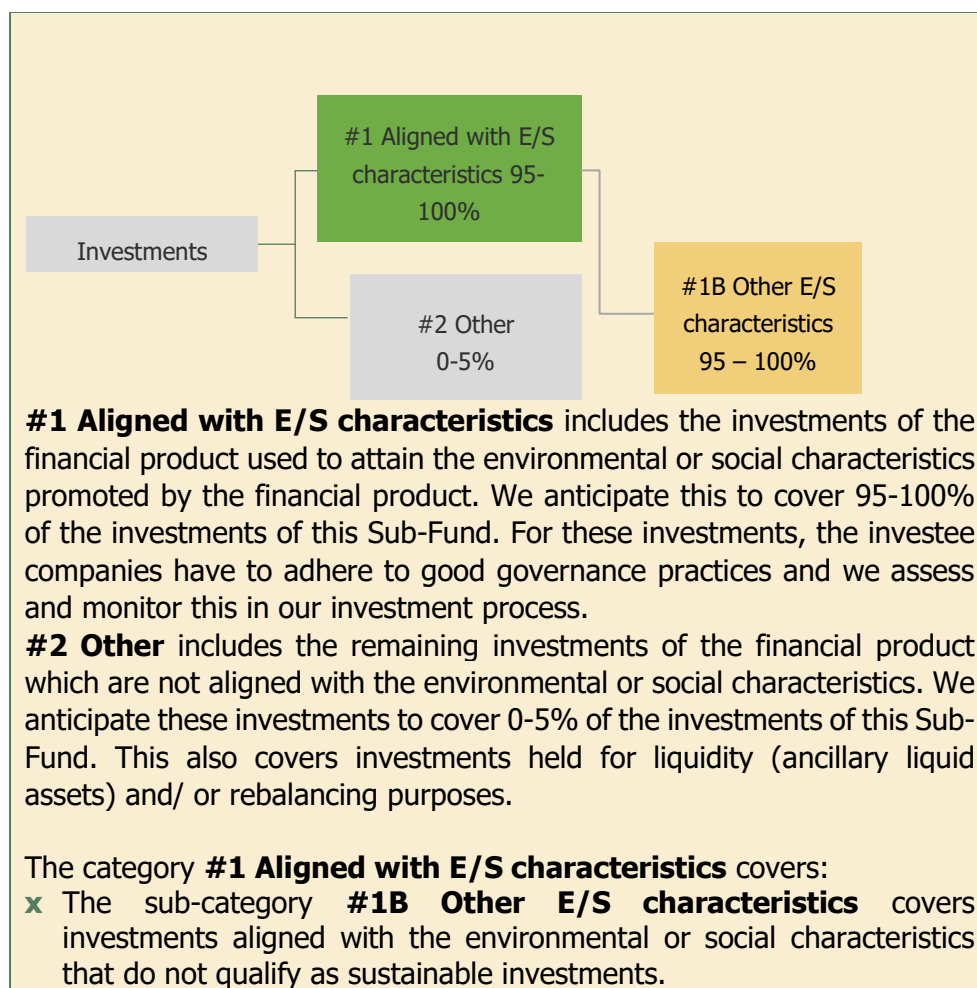 #1 Aligned with E/S
characteristics 95-
100%
Investments
#2 Other
0-5%
#1B Other E/S
characteristics
95 – 100%
#1 Aligned with E/S characteristics includes the investments of the
financial product used to attain the environmental or social characteristics
promoted by the financial product. We anticipate this to cover 95-100%
of the investments of this Sub-Fund. For these investments, the investee
companies have to adhere to good governance practices and we assess
and monitor this in our investment process.
#2 Other includes the remaining investments of the financial product
which are not aligned with the environmental or social characteristics. We
anticipate these investments to cover 0-5% of the investments of this Sub-
Fund. This also covers investments held for liquidity (ancillary liquid
assets) and/ or rebalancing purposes.
The category #1 Aligned with E/S characteristics covers:
x The sub-category #1B Other E/S characteristics covers
investments aligned with the environmental or social characteristics
that do not qualify as sustainable investments.